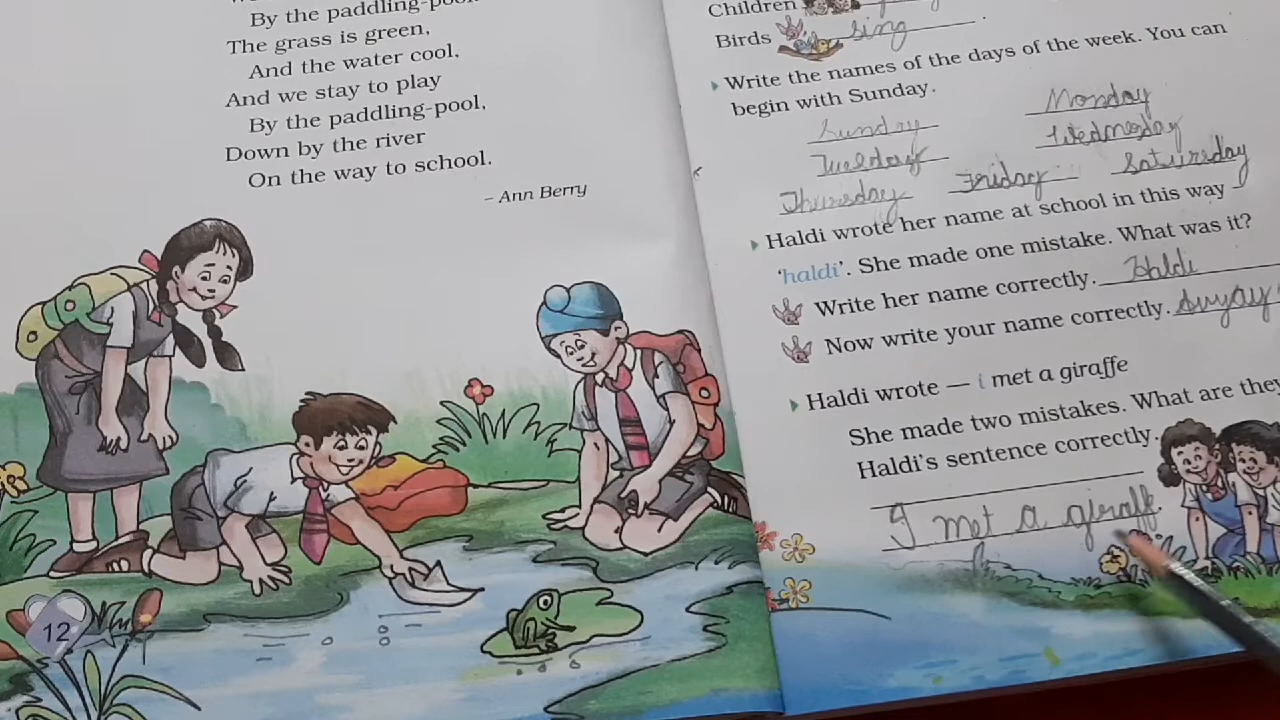 By the paddling-pool.
The grass is green,
And the water cool,
And we stay to play
By the paddling-pool,
Down by the river
On the way to school.
– Ann Berry
12
Children
Birds sing .
Write the names of the days of the week. You can
begin with Sunday.
Sunday Monday
Tuesday Wednesday
Thursday Friday Saturday
Haldi wrote her name at school in this way –
‘haldi’. She made one mistake. What was it?
Write her name correctly. Haldi
Now write your name correctly.
Haldi wrote — i met a giraffe
She made two mistakes. What are they
Haldi's sentence correctly.
I met a giraffe.